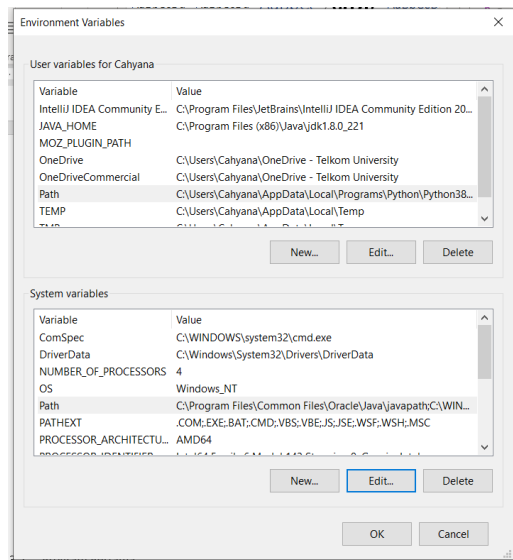 Environment Variables
User variables for Cahyana
Variable Value
IntelliJ IDEA Community E... C:\Program Files\JetBrains\IntelliJ IDEA Community Edition 20...
JAVA_HOME C:\Program Files (x86)\Java\jdk1.8.0_221
MOZ_PLUGIN_PATH
OneDrive C:\Users\Cahyana\OneDrive - Telkom University
OneDriveCommercial C:\Users\Cahyana\OneDrive - Telkom University
Path C:\Users\Cahyana\AppData\Local\Programs\Python\Python38...
TEMP C:\Users\Cahyana\AppData\Local\Temp
New... Edit... Delete
System variables
Variable Value
ComSpec C:\WINDOWS\system32\cmd.exe
DriverData C:\Windows\System32\Drivers\DriverData
NUMBER_OF_PROCESSORS 4
OS Windows_NT
Path C:\Program Files\Common Files\Oracle\Java\javapath;C:\WIN...
PATHEXT .COM;.EXE;.BAT;.CMD;.VBS;.VBE;.JS;.JSE;.WSF;.WSH;.MSC
PROCESSOR_ARCHITECTU... AMD64
New... Edit... Delete
OK Cancel